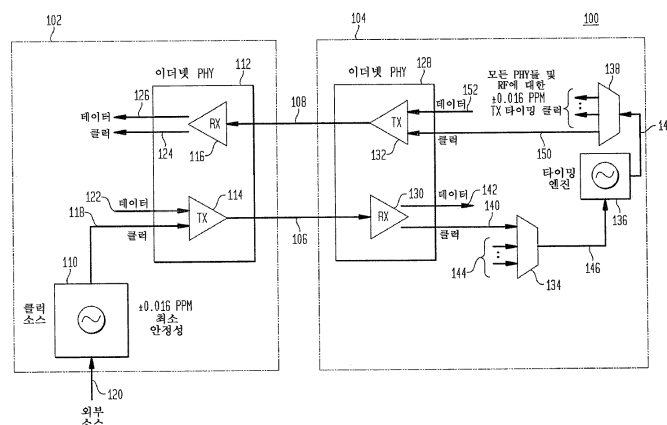 102
104
100
이더넷 PHY
112
이더넷 PHY
128
모든 PHY들 및
RF에 대한
±0.016 PPM
TX 타이밍 클럭
138
데이터
126
RX
108
TX
152
데이터
클럭
124
116
132
클럭
150
타이밍
엔진
122
데이터
114
130
데이터
142
118
TX
RX
140
136
클럭
106
클럭
144
134
146
110
클럭
소스
±0.016 PPM
최소
안정성
120
외부
소스